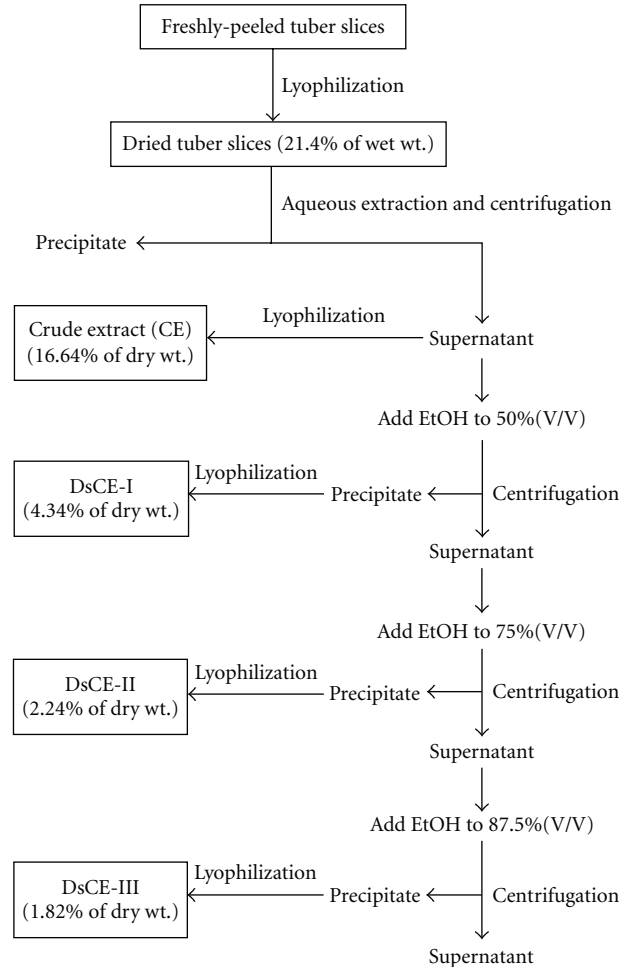 Freshly-peeled tuber slices
Lyophilization
Dried tuber slices (21.4% of wet wt.)
Aqueous extraction and centrifugation
Precipitate
Crude extract (CE)
(16.64% of dry wt.)
Lyophilization
Supernatant
Add EtOH to 50%(V/V)
DsCE-I
(4.34% of dry wt.)
Lyophilization
Precipitate
Centrifugation
Supernatant
Add EtOH to 75%(V/V)
DsCE-II
(2.24% of dry wt.)
Lyophilization
Precipitate
Centrifugation
Supernatant
Add EtOH to 87.5%(V/V)
DsCE-III
(1.82% of dry wt.)
Lyophilization
Precipitate
Centrifugation
Supernatant